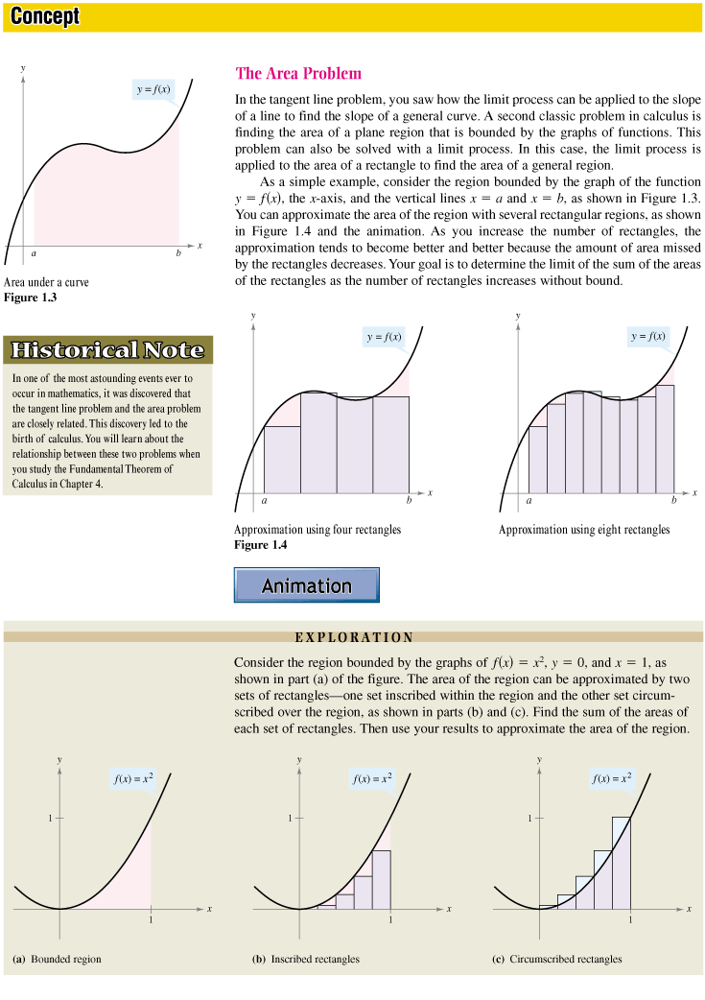 Concept
y
y = f(x)
x
a
b
Area under a curve
Figure 1.3
The Area Problem
In the tangent line problem, you saw how the limit process can be applied to the slope
of a line to find the slope of a general curve. A second classic problem in calculus is
finding the area of a plane region that is bounded by the graphs of functions. This
problem can also be solved with a limit process. In this case, the limit process is
applied to the area of a rectangle to find the area of a general region.
As a simple example, consider the region bounded by the graph of the function
y = f(x), the x-axis, and the vertical lines x = a and x = b, as shown in Figure 1.3.
You can approximate the area of the region with several rectangular regions, as shown
in Figure 1.4 and the animation. As you increase the number of rectangles, the
approximation tends to become better and better because the amount of area missed
by the rectangles decreases. Your goal is to determine the limit of the sum of the areas
of the rectangles as the number of rectangles increases without bound.
Historical Note
In one of the most astounding events ever to
occur in mathematics, it was discovered that
the tangent line problem and the area problem
are closely related. This discovery led to the
birth of calculus. You will learn about the
relationship between these two problems when
you study the Fundamental Theorem of
Calculus in Chapter 4.
y
y = f(x)
x
a
b
Approximation using four rectangles
Figure 1.4
y
y = f(x)
x
a
b
Approximation using eight rectangles
Animation
EXPLORATION
Consider the region bounded by the graphs of f(x) = x², y = 0, and x = 1, as
shown in part (a) of the figure. The area of the region can be approximated by two
sets of rectangles—one set inscribed within the region and the other set circum-
scribed over the region, as shown in parts (b) and (c). Find the sum of the areas of
each set of rectangles. Then use your results to approximate the area of the region.
y
f(x) = x²
1
x
1
(a) Bounded region
y
f(x) = x²
1
x
1
(b) Inscribed rectangles
y
f(x) = x²
1
x
1
(c) Circumscribed rectangles